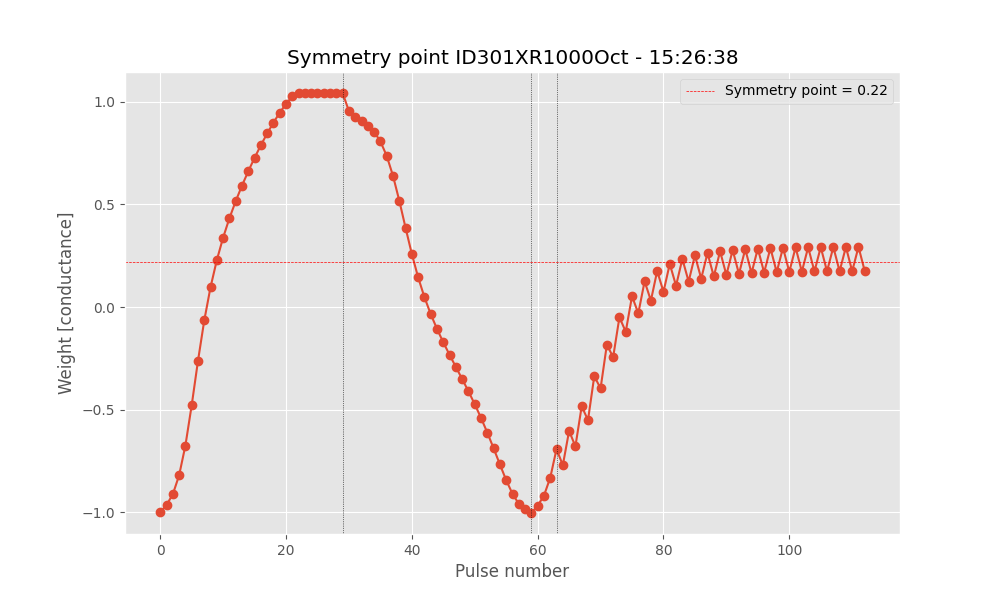 Symmetry point ID301XR1000Oct - 15:26:38
Symmetry point = 0.22
1.0
0.5
0.0
−0.5
−1.0
Weight [conductance]
0 20 40 60 80 100
Pulse number